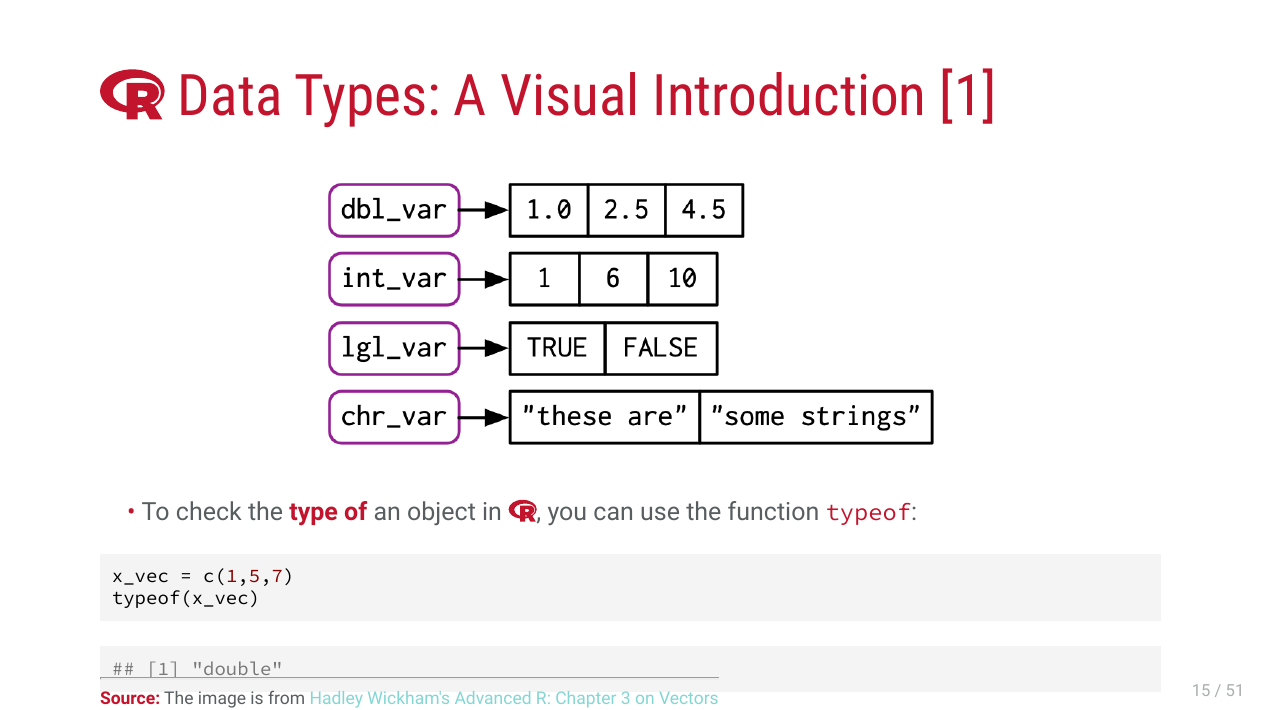 R Data Types: A Visual Introduction [1]
dbl_var 1.0 2.5 4.5
int_var 1 6 10
lgl_var TRUE FALSE
chr_var "these are" "some strings"
• To check the type of an object in R, you can use the function typeof:
x_vec = c(1,5,7)
typeof(x_vec)
## [1] "double"
Source: The image is from Hadley Wickham's Advanced R: Chapter 3 on Vectors
15 / 51